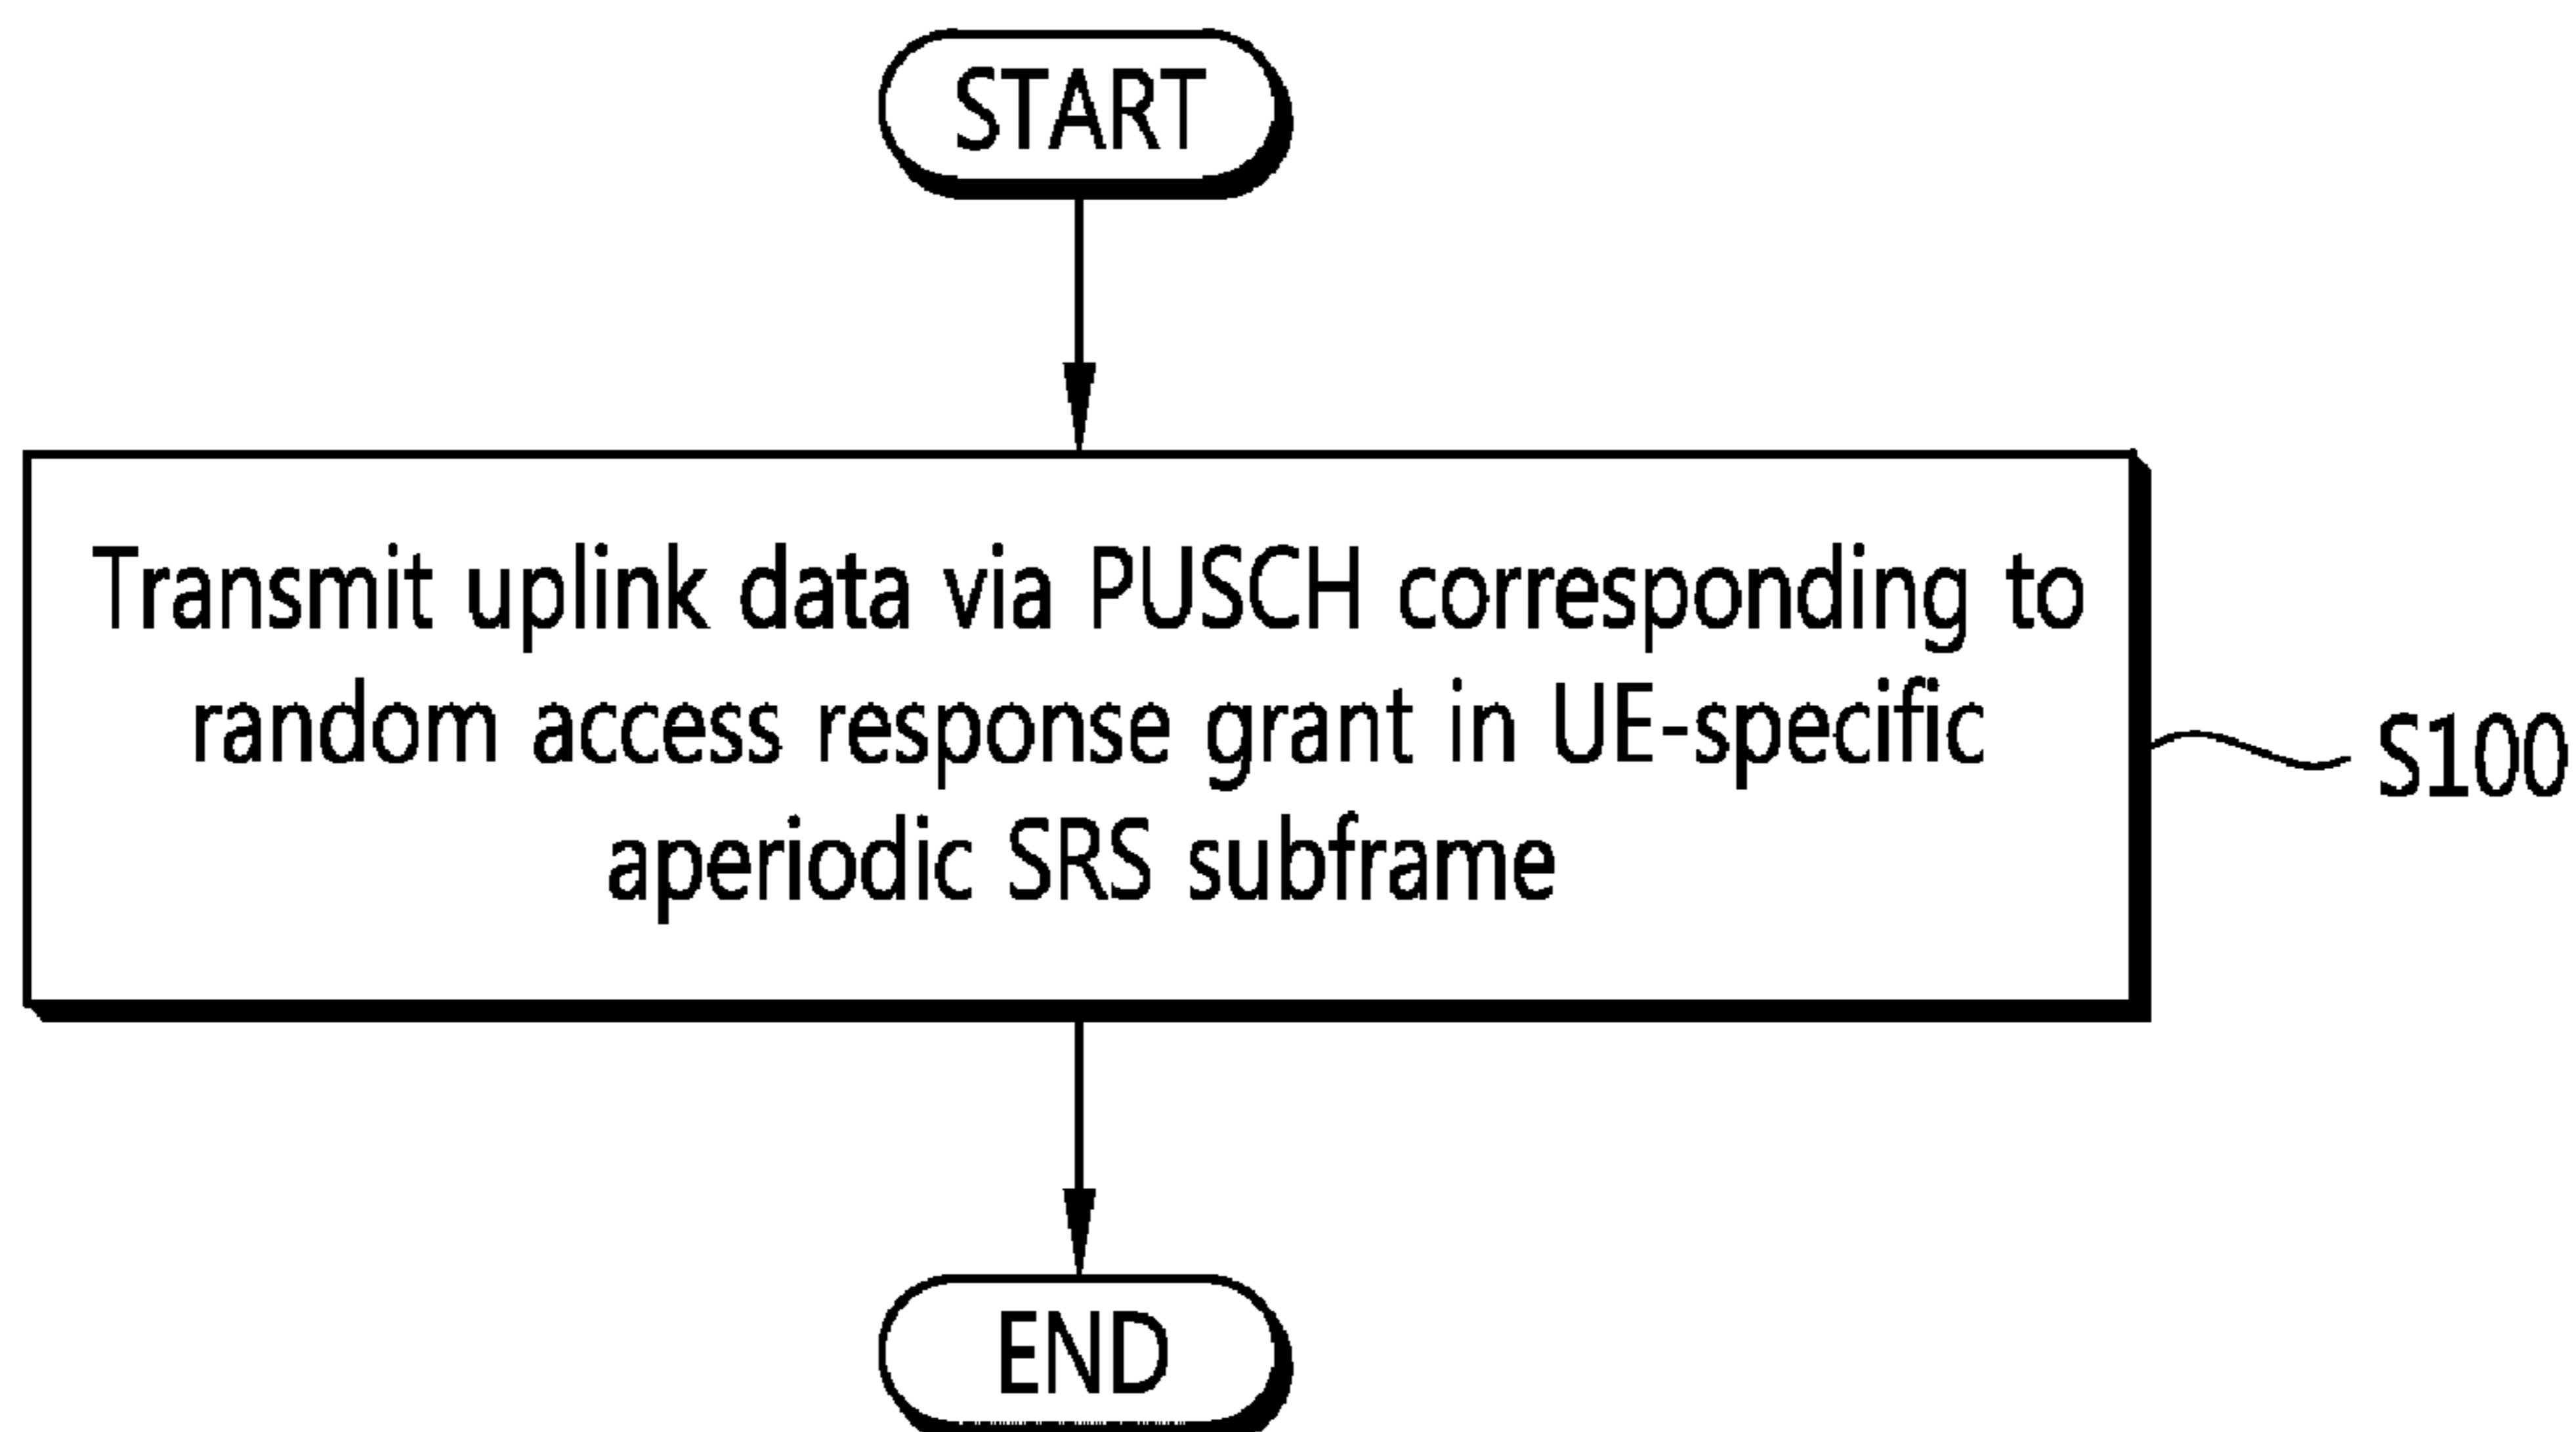 START
Transmit uplink data via PUSCH corresponding to
random access response grant in UE-specific
aperiodic SRS subframe
S100
END